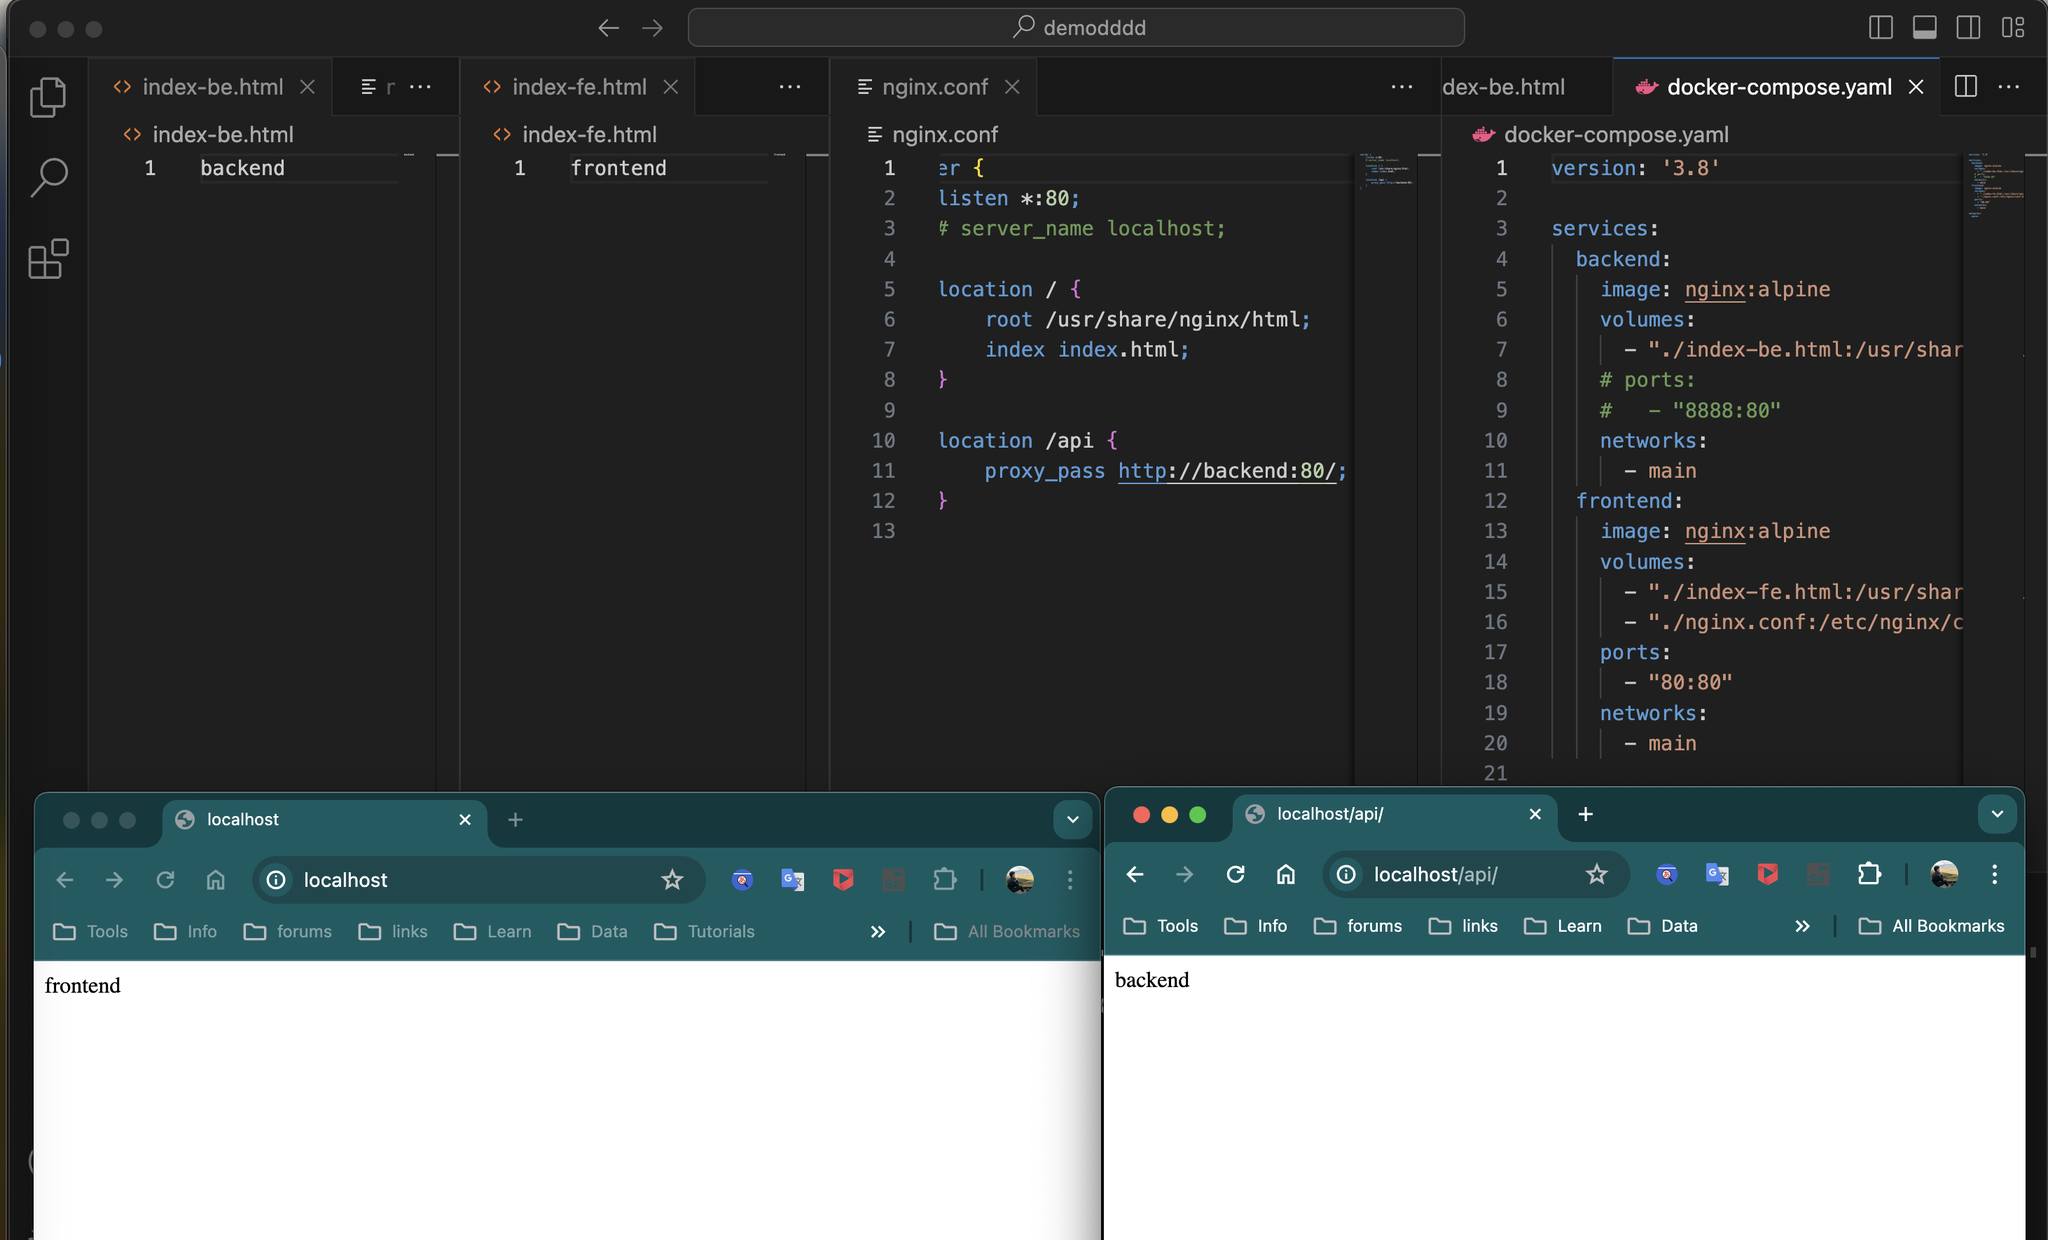 demodddd
index-be.html
index-be.html
1 backend
index-fe.html
index-fe.html
1 frontend
nginx.conf
nginx.conf
1 er {
2 listen *:80;
3 # server_name localhost;
4
5 location / {
6 root /usr/share/nginx/html;
7 index index.html;
8 }
9
10 location /api {
11 proxy_pass http://backend:80/;
12 }
13
dex-be.html
docker-compose.yaml
docker-compose.yaml
1 version: '3.8'
2
3 services:
4 backend:
5 image: nginx:alpine
6 volumes:
7 - "./index-be.html:/usr/shar
8 # ports:
9 # - "8888:80"
10 networks:
11 - main
12 frontend:
13 image: nginx:alpine
14 volumes:
15 - "./index-fe.html:/usr/shar
16 - "./nginx.conf:/etc/nginx/c
17 ports:
18 - "80:80"
19 networks:
20 - main
21
localhost
localhost
Tools Info forums links Learn Data Tutorials All Bookmarks
frontend
localhost/api/
localhost/api/
Tools Info forums links Learn Data All Bookmarks
backend